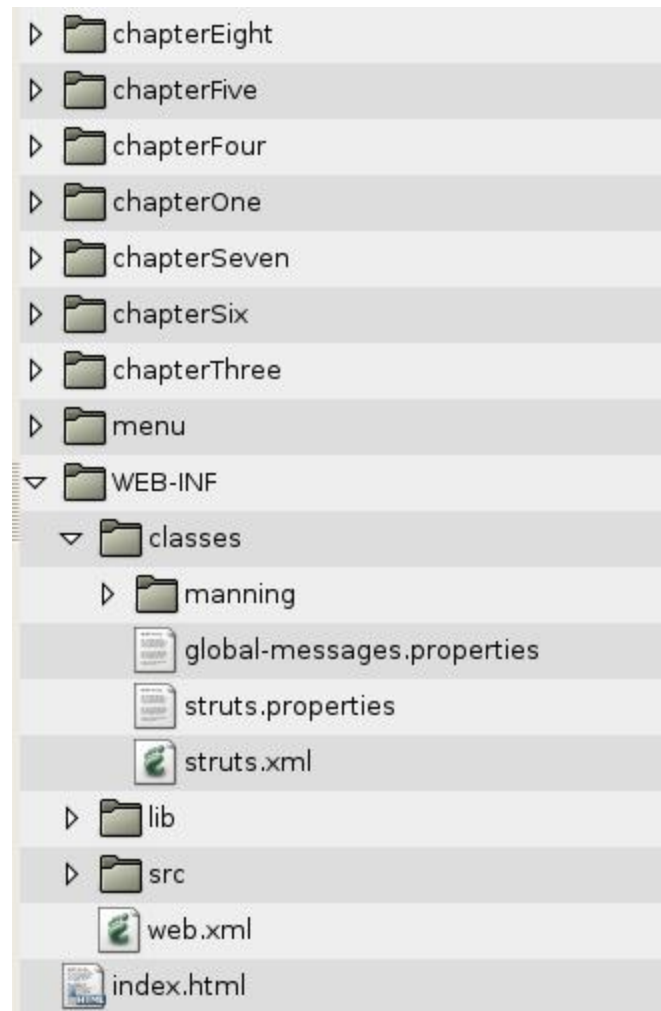 chapterEight
chapterFive
chapterFour
chapterOne
chapterSeven
chapterSix
chapterThree
menu
WEB-INF
classes
manning
global-messages.properties
struts.properties
struts.xml
lib
src
web.xml
HTML
index.html